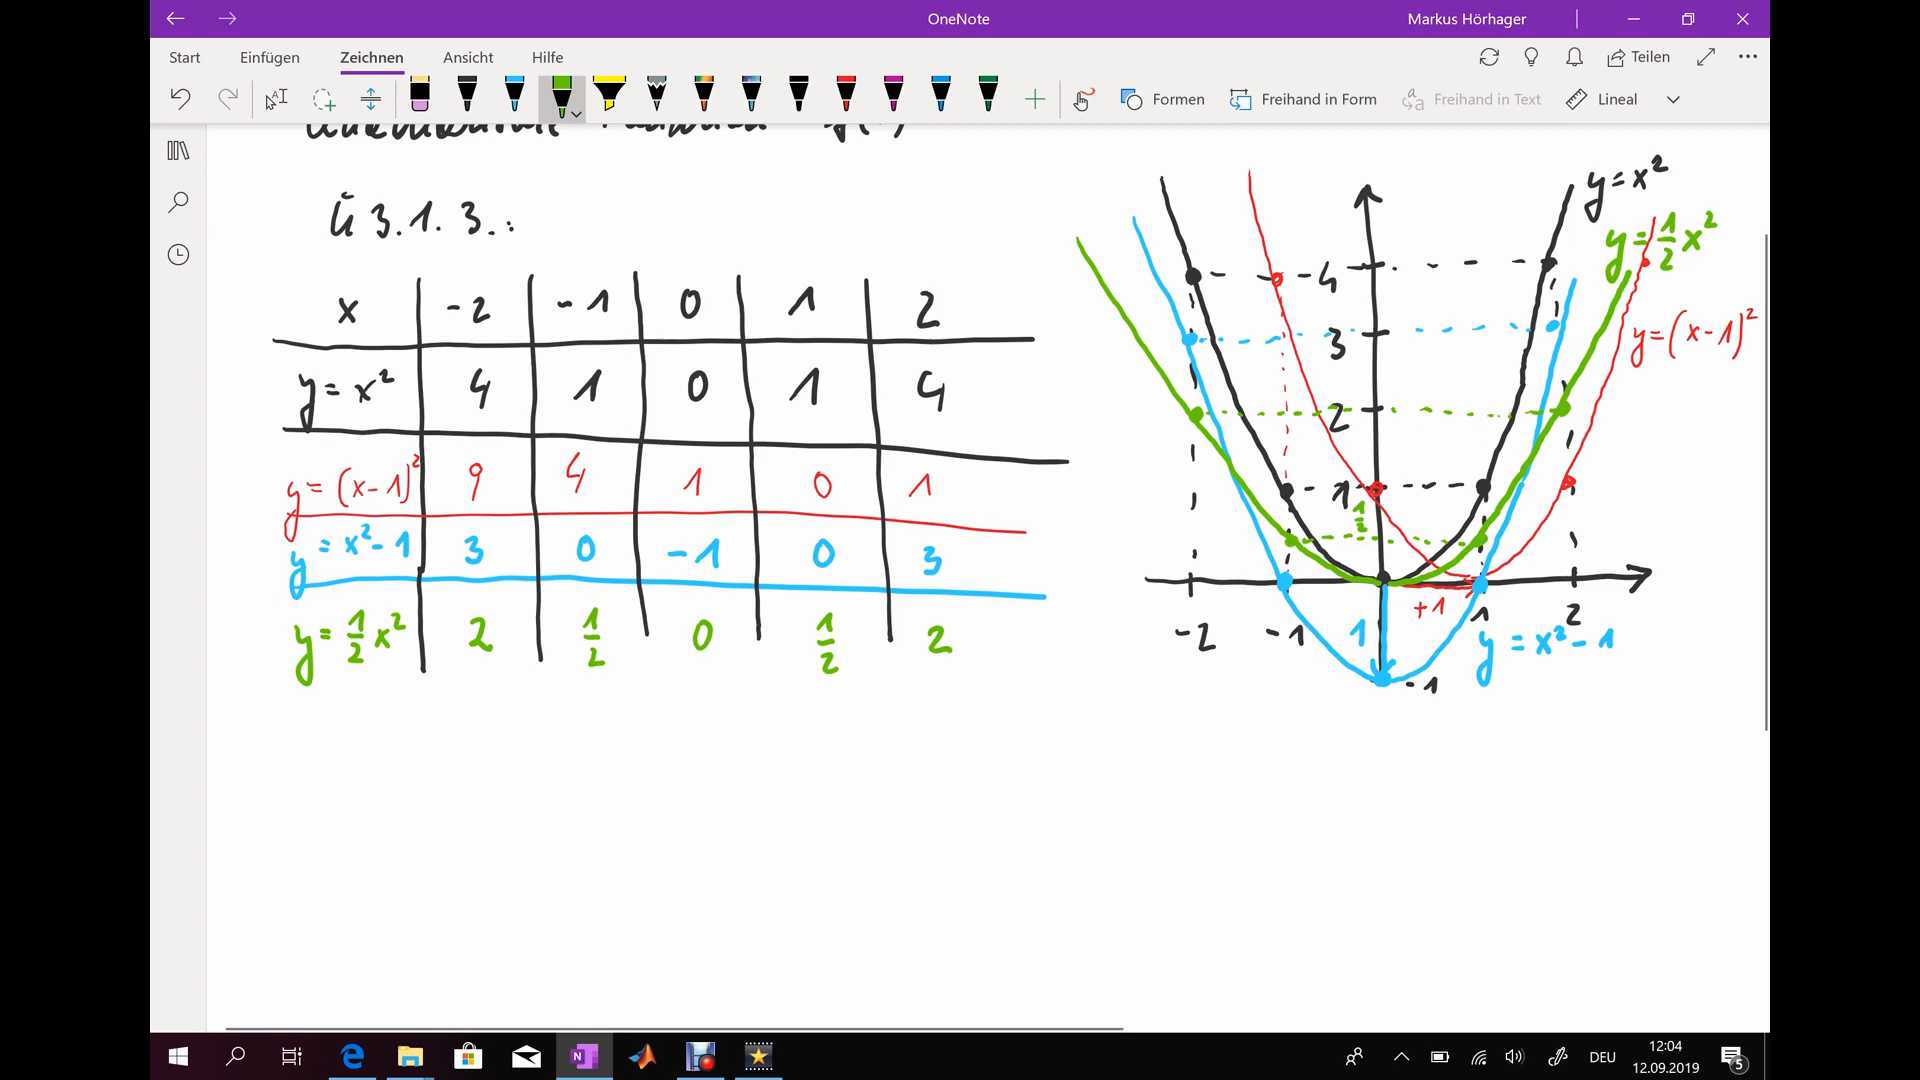 OneNote
Markus Hörhager
Start Einfügen Zeichnen Ansicht Hilfe
Teilen
Formen Freihand in Form Freihand in Text Lineal
Ü 3.1.3.:
x -2 -1 0 1 2
y = x² 4 1 0 1 4
y = (x-1)² 9 4 1 0 1
y = x²-1 3 0 -1 0 3
y = ½ x² 2 ½ 0 ½ 2
y = x²
y = ½ x²
y = (x-1)²
4
3
2
1
½
+1
-2 -1 1 2
1
y = x² - 1
-1
DEU
12:04
12.09.2019
5